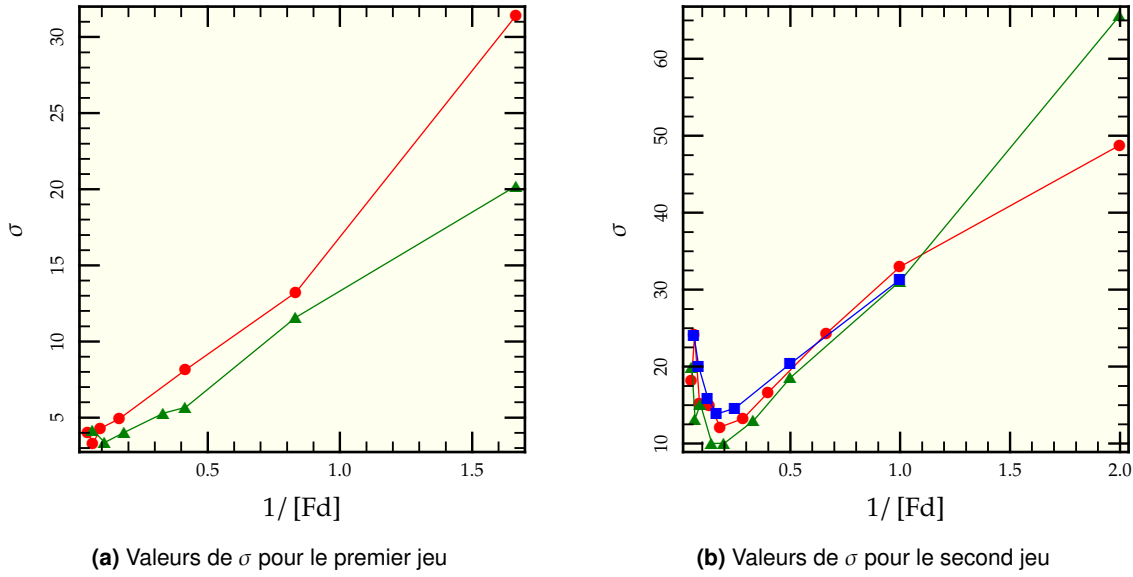 30
25
20
15
10
5
σ
0.5 1.0 1.5
1/ [Fd]
(a) Valeurs de σ pour le premier jeu
60
50
40
30
20
10
σ
0.5 1.0 1.5 2.0
1/ [Fd]
(b) Valeurs de σ pour le second jeu